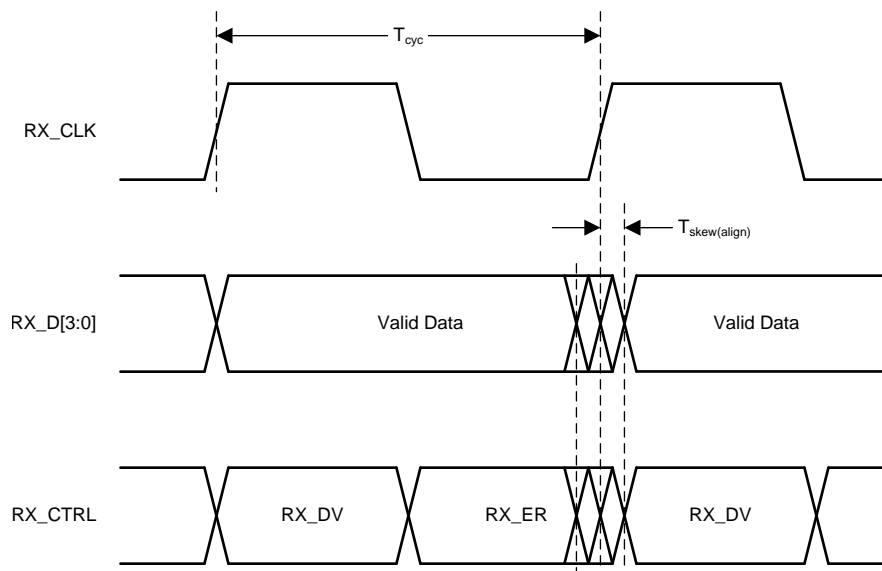 T_cyc
RX_CLK
T_skew(align)
RX_D[3:0]
Valid Data
Valid Data
RX_CTRL
RX_DV
RX_ER
RX_DV